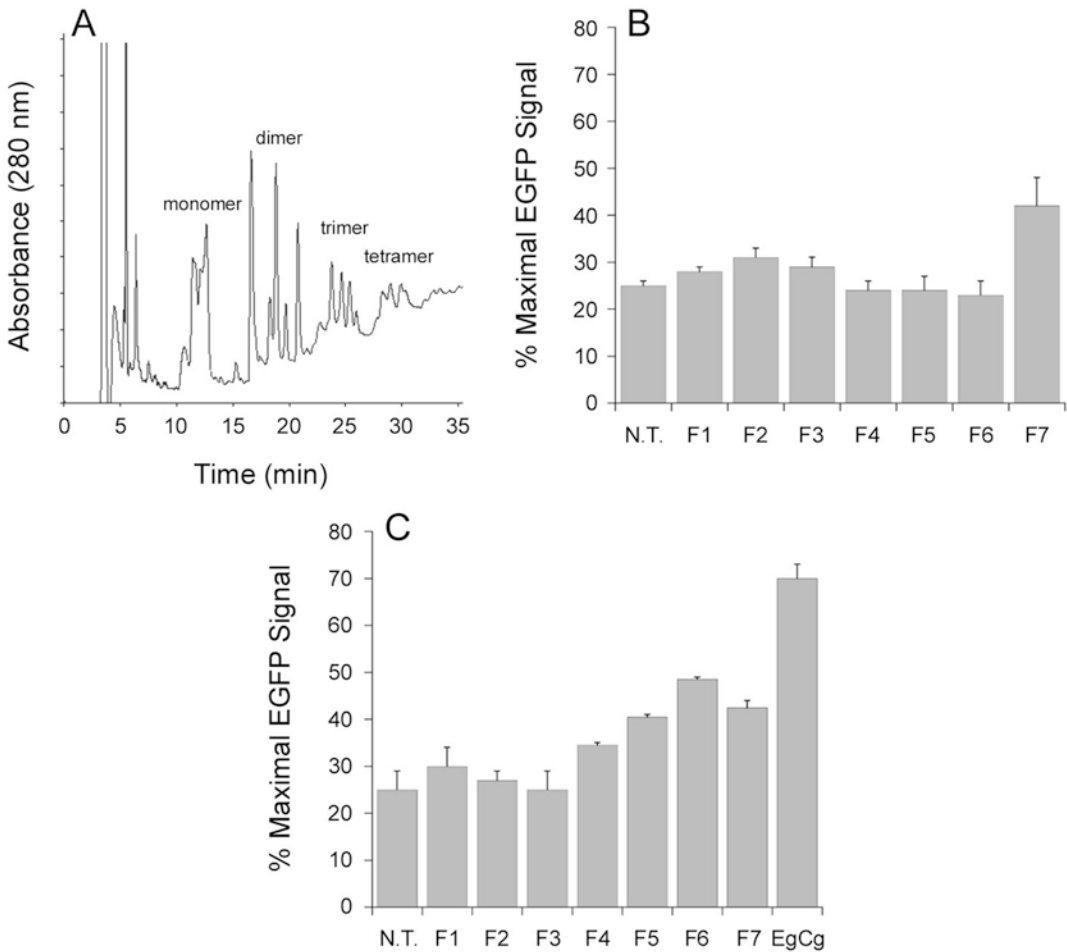 A
Absorbance (280 nm)
monomer
dimer
trimer
tetramer
0 5 10 15 20 25 30 35
Time (min)
B
% Maximal EGFP Signal
80
70
60
50
40
30
20
10
0
N.T. F1 F2 F3 F4 F5 F6 F7
C
% Maximal EGFP Signal
80
70
60
50
40
30
20
10
0
N.T. F1 F2 F3 F4 F5 F6 F7 EgCg